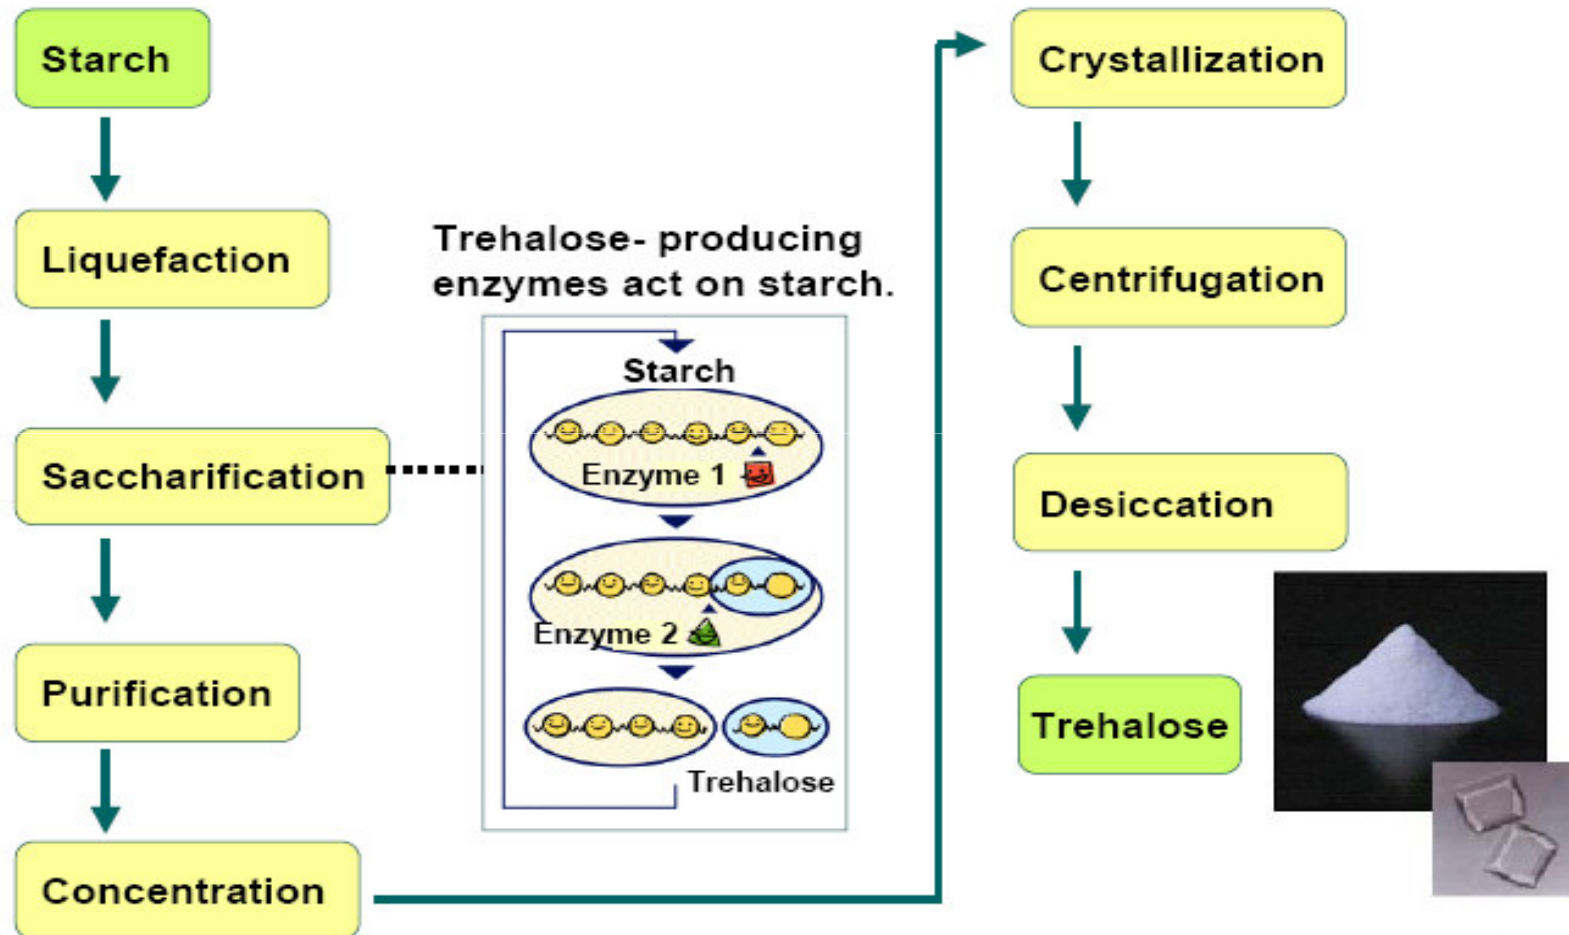 Starch
Liquefaction
Saccharification
Purification
Concentration
Trehalose- producing
enzymes act on starch.
Starch
Enzyme 1
Enzyme 2
Trehalose
Crystallization
Centrifugation
Desiccation
Trehalose